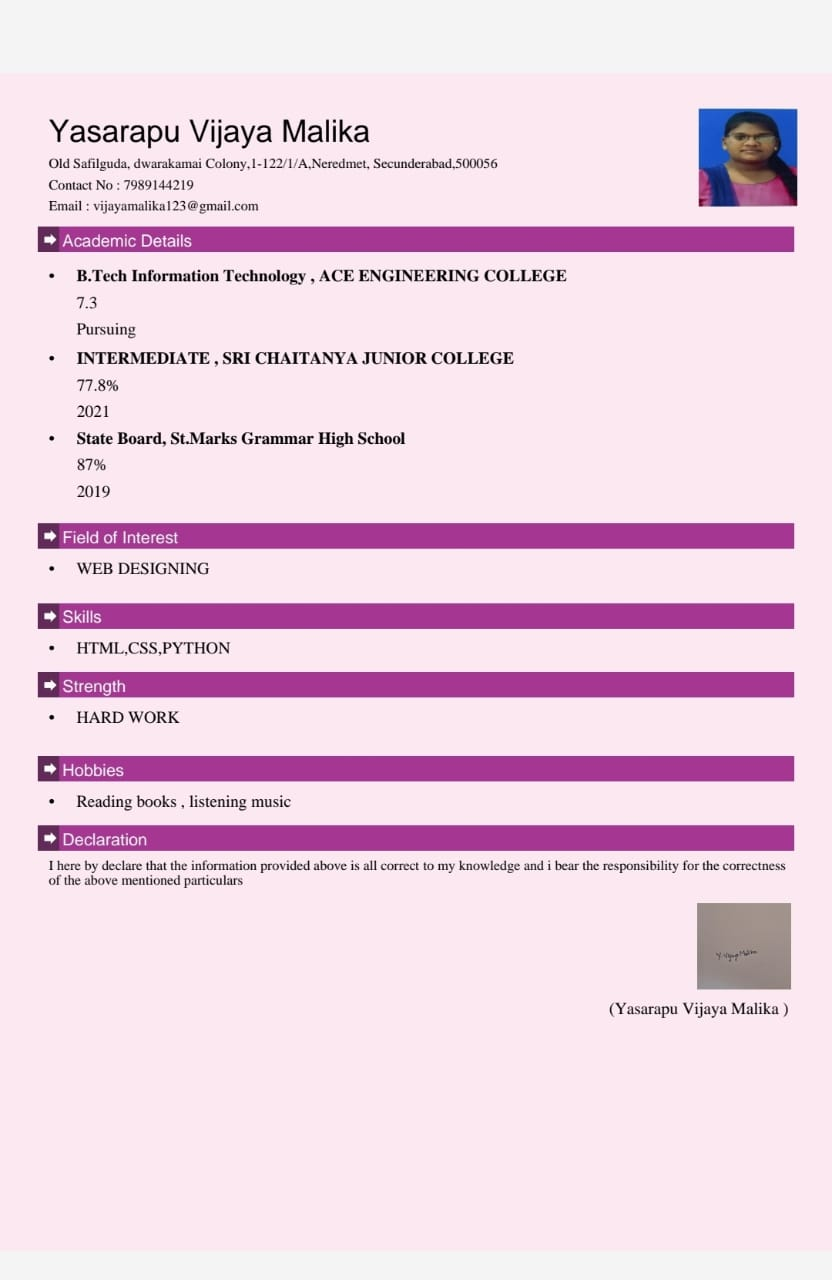 Yasarapu Vijaya Malika
Old Safilguda, dwarakamai Colony,1-122/1/A,Neredmet, Secunderabad,500056
Contact No : 7989144219
Email : vijayamalika123@gmail.com
Academic Details
• B.Tech Information Technology , ACE ENGINEERING COLLEGE
7.3
Pursuing
• INTERMEDIATE , SRI CHAITANYA JUNIOR COLLEGE
77.8%
2021
• State Board, St.Marks Grammar High School
87%
2019
Field of Interest
• WEB DESIGNING
Skills
• HTML,CSS,PYTHON
Strength
• HARD WORK
Hobbies
• Reading books , listening music
Declaration
I here by declare that the information provided above is all correct to my knowledge and i bear the responsibility for the correctness
of the above mentioned particulars
Y. Vijaya Malika
(Yasarapu Vijaya Malika )